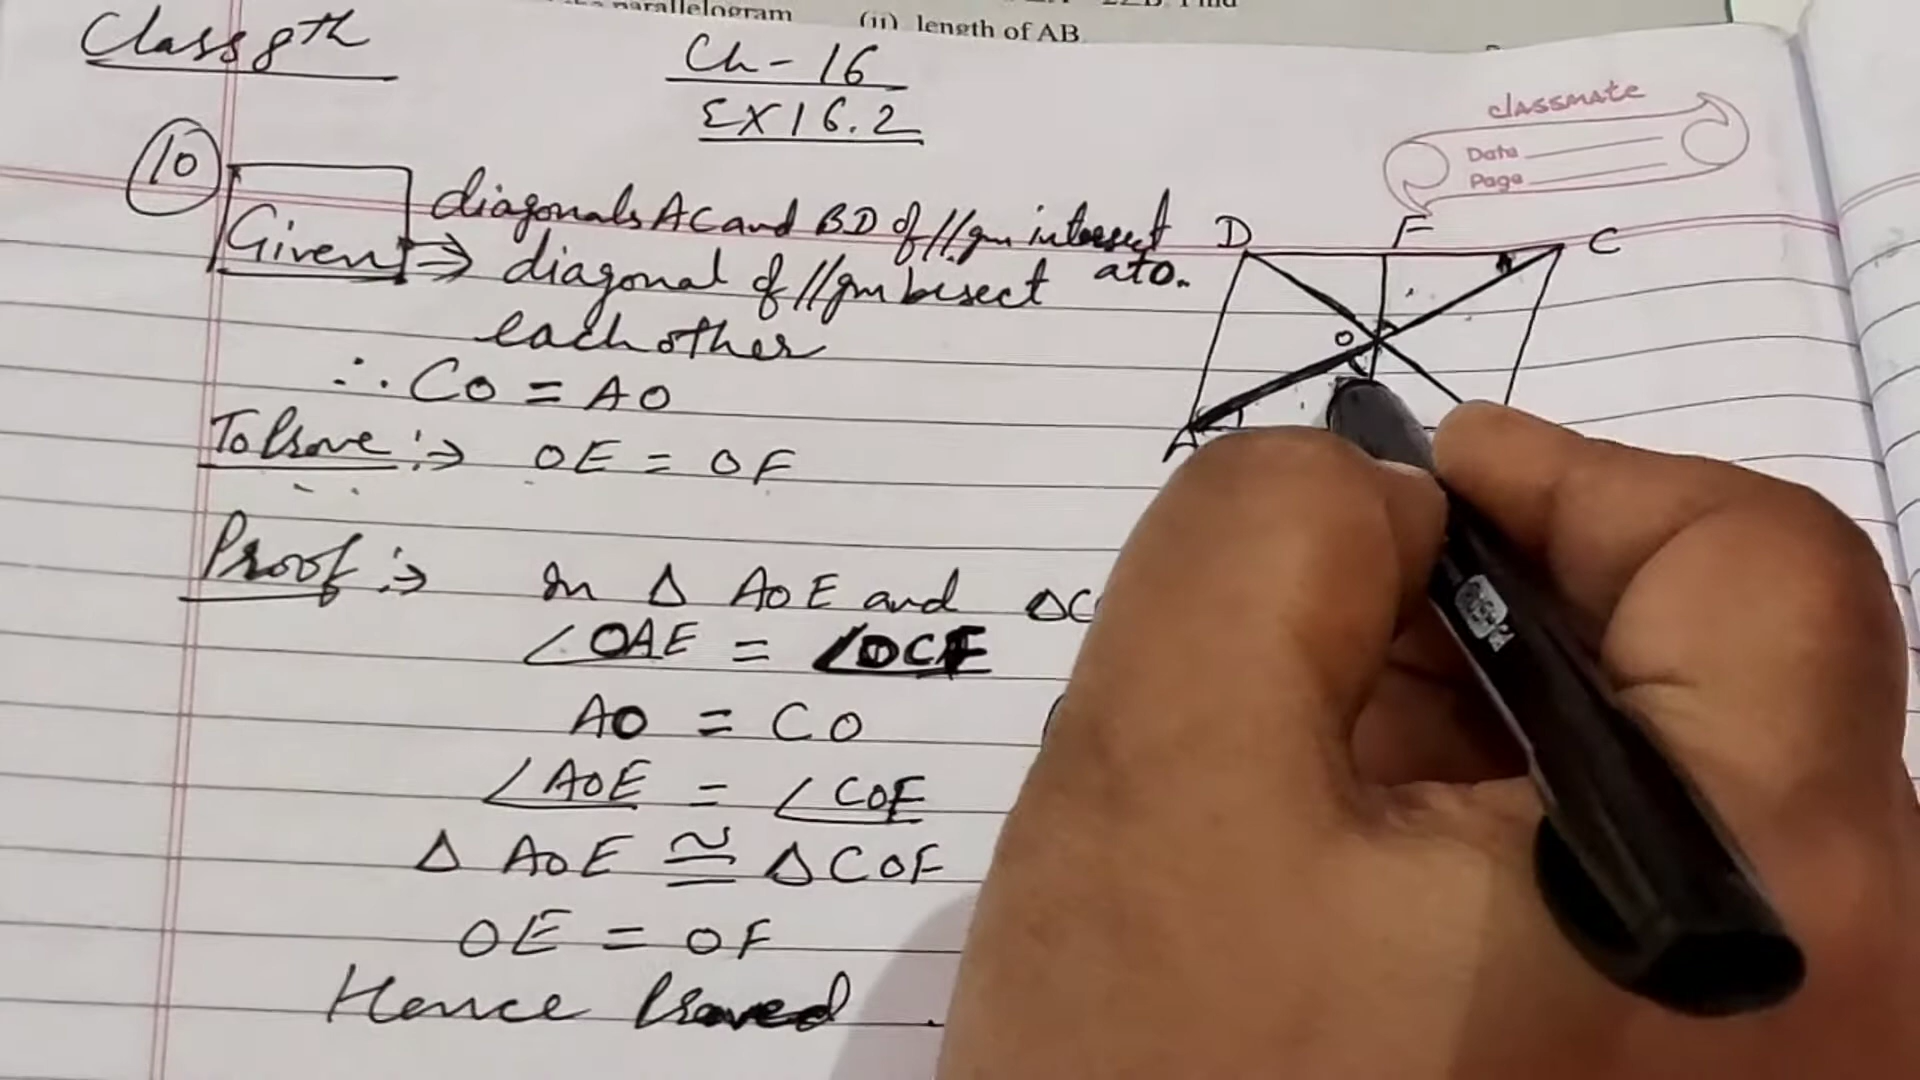 parallelogram (ii) length of AB
Class 8th
Ch - 16
EX 16.2
classmate
Date
Page
10
diagonals AC and BD of //gm intersect at O.
Given :→ diagonal of //gm bisect
each other
∴ CO = AO
D F C
O
A
To Prove :→ OE = OF
Proof :→ In Δ AOE and ΔC
∠OAE = ∠OCF
AO = CO
∠AOE = ∠COF
Δ AOE ≅ Δ COF
OE = OF
Hence Proved .